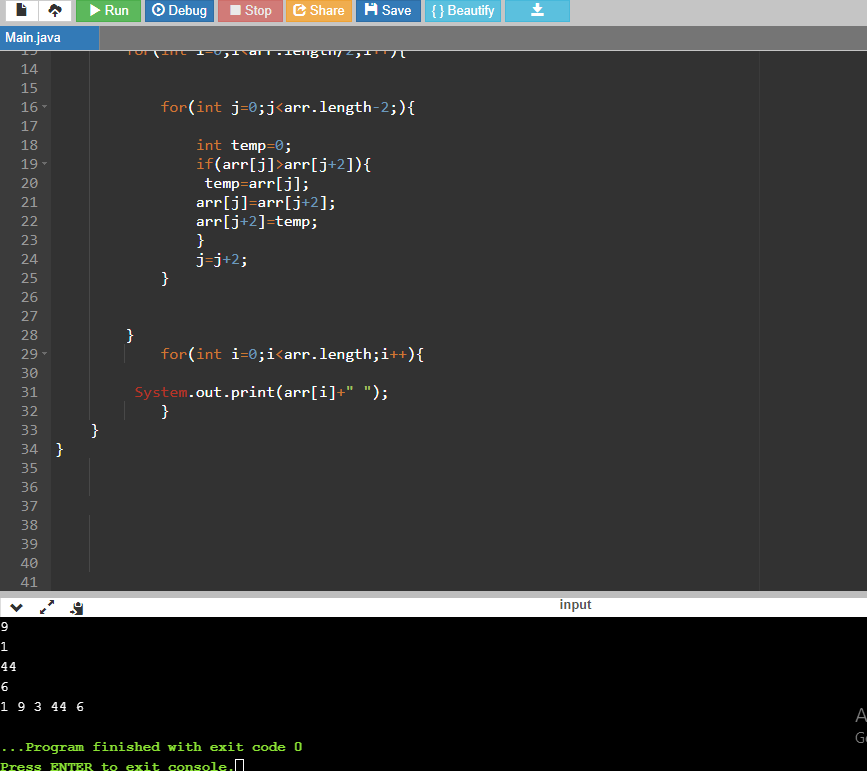 Run Debug Stop Share Save { } Beautify
Main.java
13 for(int i=0;i<arr.length/2;i++){
14
15
16 for(int j=0;j<arr.length-2;){
17
18 int temp=0;
19 if(arr[j]>arr[j+2]){
20 temp=arr[j];
21 arr[j]=arr[j+2];
22 arr[j+2]=temp;
23 }
24 j=j+2;
25 }
26
27
28 }
29 for(int i=0;i<arr.length;i++){
30
31 System.out.print(arr[i]+" ");
32 }
33 }
34 }
35
36
37
38
39
40
41
input
9
1
44
6
1 9 3 44 6
...Program finished with exit code 0
Press ENTER to exit console.